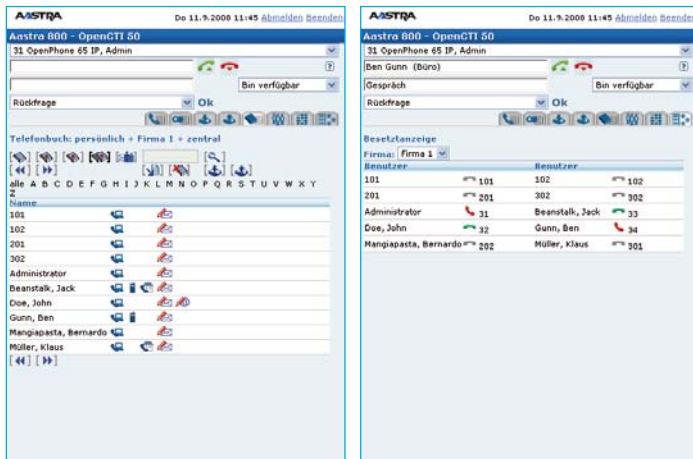 AASTRA
Do 11.9.2008 11:45 Abmelden Beenden
Aastra 800 - OpenCTI 50
31 OpenPhone 65 IP, Admin
?
Bin verfügbar
Rückfrage Ok
Telefonbuch: persönlich + Firma 1 + zentral
alle A B C D E F G H I J K L M N O P Q R S T U V W X Y
Z
Name
101
102
201
302
Administrator
Beanstalk, Jack
Doe, John
Gunn, Ben
Mangiapasta, Bernardo
Müller, Klaus
AASTRA
Do 11.9.2008 11:45 Abmelden Beenden
Aastra 800 - OpenCTI 50
31 OpenPhone 65 IP, Admin
Ben Gunn (Büro) ?
Gespräch Bin verfügbar
Rückfrage Ok
Besetztanzeige
Firma: Firma 1
Benutzer Benutzer
101 101 102 102
201 201 302 302
Administrator 31 Beanstalk, Jack 33
Doe, John 32 Gunn, Ben 34
Mangiapasta, Bernardo 202 Müller, Klaus 301